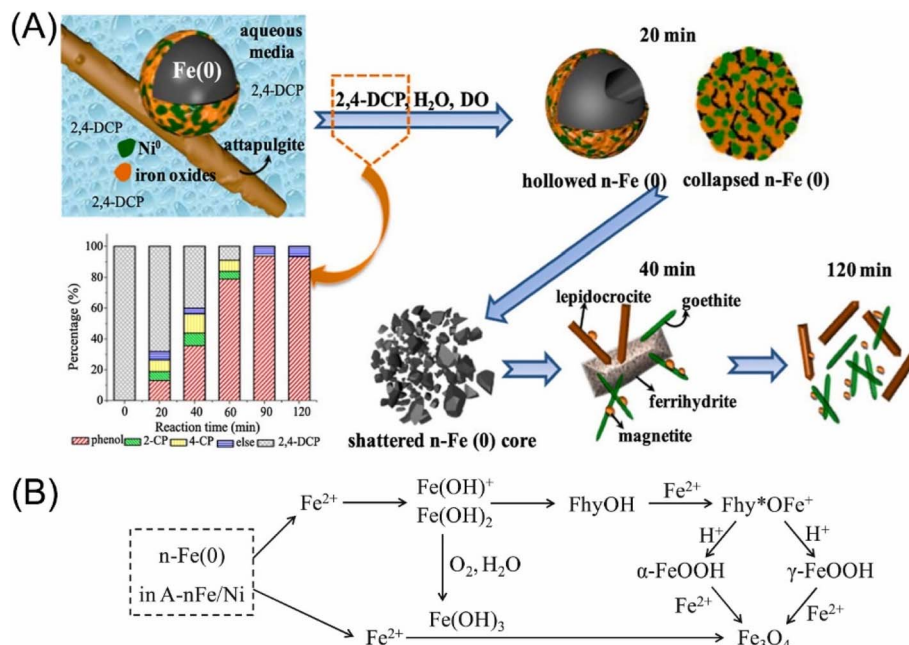 (A)
aqueous
media
Fe(0)
2,4-DCP
2,4-DCP
2,4-DCP
Ni⁰
attapulgite
iron oxides
2,4-DCP
2,4-DCP, H₂O, DO
20 min
hollowed n-Fe (0)
collapsed n-Fe (0)
Percentage (%)
100
80
60
40
20
0
0 20 40 60 90 120
Reaction time (min)
phenol 2-CP 4-CP else 2,4-DCP
shattered n-Fe (0) core
40 min
lepidocrocite
goethite
ferrihydrite
magnetite
120 min
(B)
n-Fe(0)
in A-nFe/Ni
Fe²⁺
Fe(OH)⁺
Fe(OH)₂
FhyOH
Fe²⁺
Fhy*OFe⁺
H⁺
H⁺
O₂, H₂O
α-FeOOH
γ-FeOOH
Fe²⁺
Fe²⁺
Fe(OH)₃
Fe²⁺
Fe₃O₄